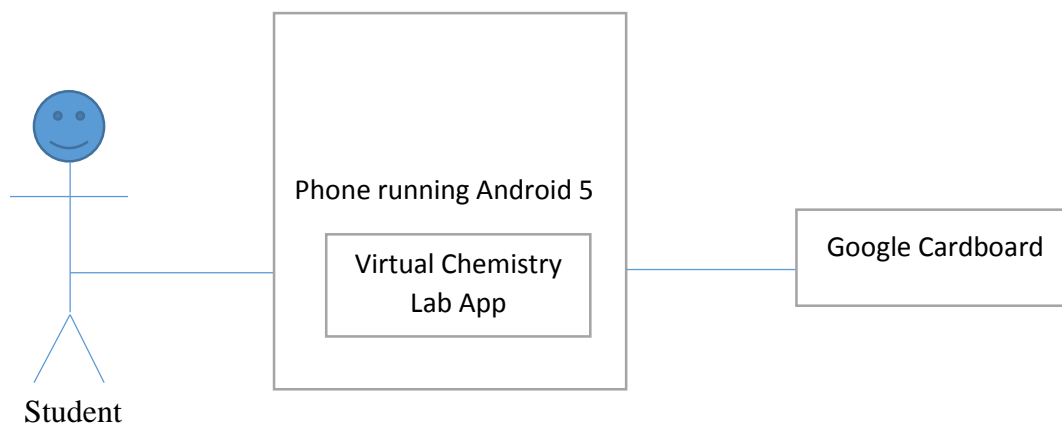 Phone running Android 5
Virtual Chemistry
Lab App
Google Cardboard
Student